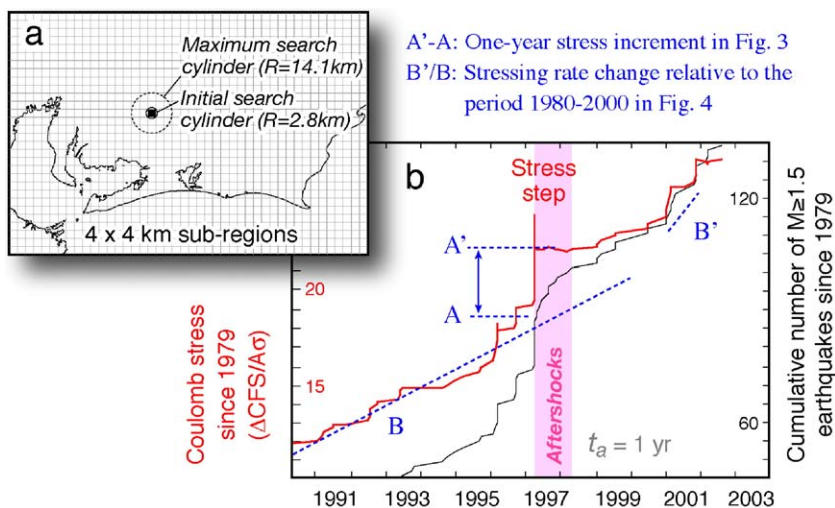 a
Maximum search
cylinder (R=14.1km)
Initial search
cylinder (R=2.8km)
4 x 4 km sub-regions
A’-A: One-year stress increment in Fig. 3
B’/B: Stressing rate change relative to the
period 1980-2000 in Fig. 4
b
Stress
step
A’
A
B
B’
Aftershocks
tₐ = 1 yr
Coulomb stress
since 1979
(ΔCFS/Aσ)
20
15
120
60
Cumulative number of M≥1.5
earthquakes since 1979
1991 1993 1995 1997 1999 2001 2003